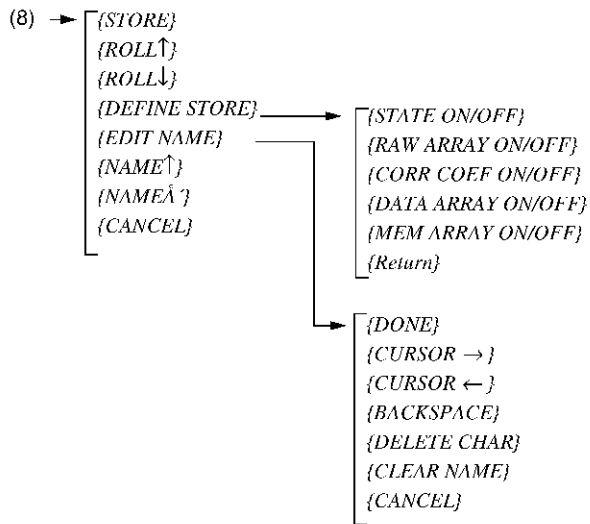 (8) → {STORE}
{ROLL↑}
{ROLL↓}
{DEFINE STORE}
{EDIT NAME}
{NAME↑}
{NAMEÅ´}
{CANCEL}
{STATE ON/OFF}
{RAW ARRAY ON/OFF}
{CORR COEF ON/OFF}
{DATA ARRAY ON/OFF}
{MEM ARRAY ON/OFF}
{Return}
{DONE}
{CURSOR → }
{CURSOR ← }
{BACKSPACE}
{DELETE CHAR}
{CLEAR NAME}
{CANCEL}